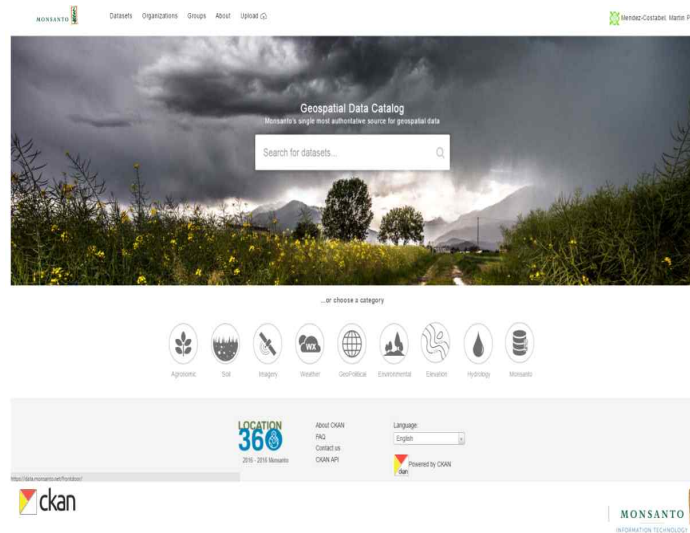 MONSANTO
Datasets Organizations Groups About Upload
Mendez-Costabel, Martin P
Geospatial Data Catalog
Monsanto's single most authoritative source for geospatial data
Search for datasets...
...or choose a category
WX
Agronomic Soil Imagery Weather GeoPolitical Environmental Elevation Hydrology Monsanto
LOCATION
360
2015 - 2016 Monsanto
About CKAN
FAQ
Contact us
CKAN API
Language:
English
ckan
Powered by CKAN
ckan
MONSANTO
INFORMATION TECHNOLOGY